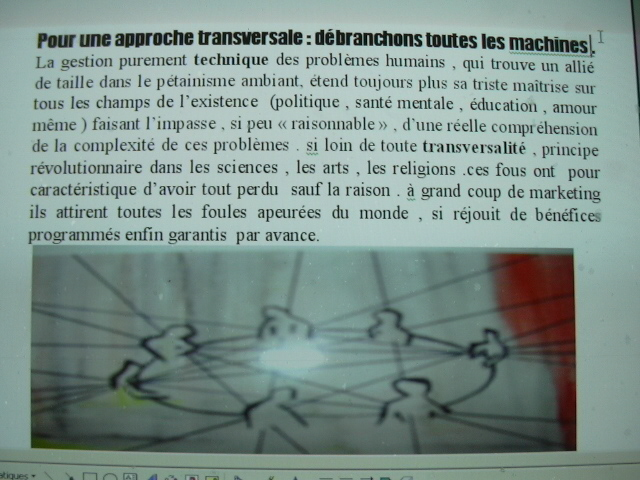 Pour une approche transversale : débranchons toutes les machines.
La gestion purement technique des problèmes humains , qui trouve un allié
de taille dans le pétainisme ambiant, étend toujours plus sa triste maîtrise sur
tous les champs de l'existence (politique , santé mentale , éducation , amour
même ) faisant l'impasse , si peu « raisonnable » , d'une réelle compréhension
de la complexité de ces problèmes . si loin de toute transversalité , principe
révolutionnaire dans les sciences , les arts , les religions .ces fous ont pour
caractéristique d'avoir tout perdu sauf la raison . à grand coup de marketing
ils attirent toutes les foules apeurées du monde , si réjouit de bénéfices
programmés enfin garantis par avance.
atiques